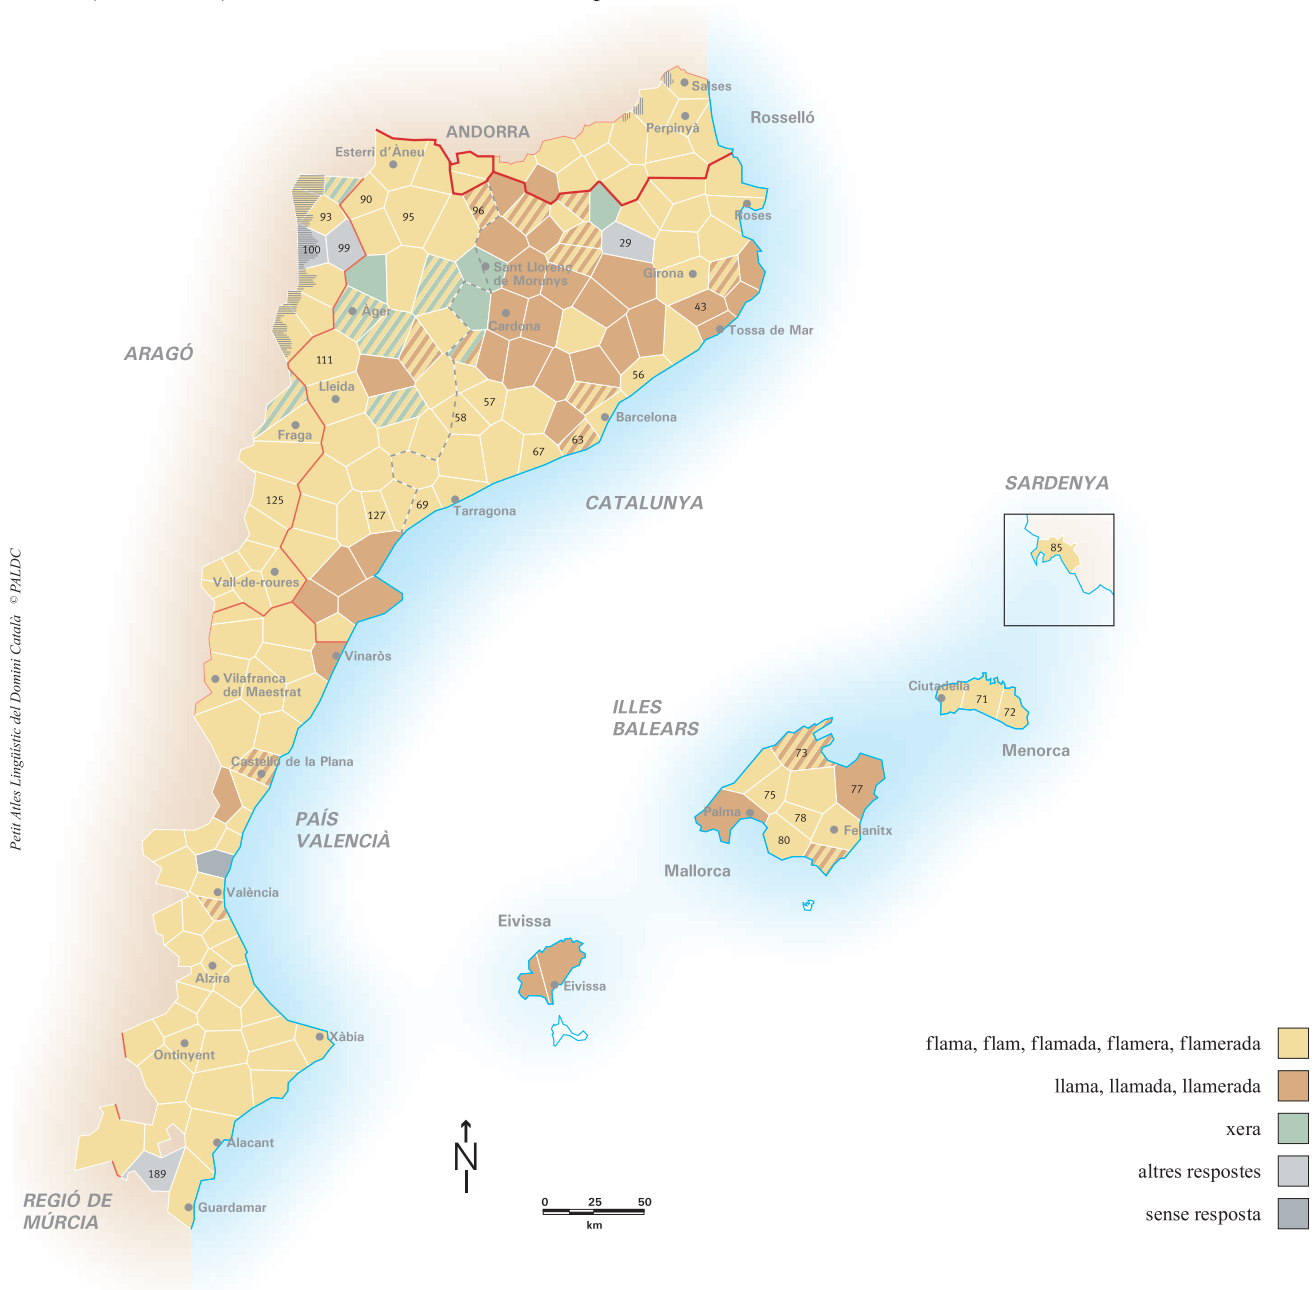 Salses
Rosselló
Perpinyà
ANDORRA
Esterri d'Àneu
90
93
95
96
Roses
100
99
29
Sant Llorenç
de Morunys
Girona
43
Àger
Cardona
Tossa de Mar
ARAGÓ
111
56
Lleida
57
58
Barcelona
Fraga
63
67
SARDENYA
125
127
69
Tarragona
CATALUNYA
85
Vall-de-roures
Petit Atles Lingüístic del Domini Català © PALDC
Vinaròs
Vilafranca
del Maestrat
Ciutadella
71
72
ILLES
BALEARS
Menorca
73
Castelló de la Plana
75
77
Palma
78
Felanitx
80
PAÍS
VALENCIÀ
Mallorca
València
Eivissa
Alzira
Eivissa
Xàbia
Ontinyent
flama, flam, flamada, flamera, flamerada
llama, llamada, llamerada
xera
altres respostes
sense resposta
Alacant
N
189
REGIÓ DE
MÚRCIA
Guardamar
0 25 50
km